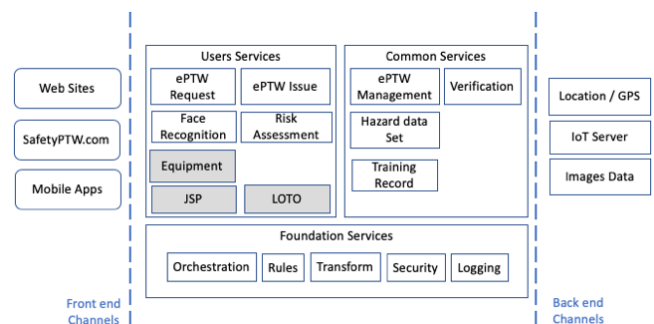 Web Sites
SafetyPTW.com
Mobile Apps
Front end
Channels
Users Services
ePTW
Request
ePTW Issue
Face
Recognition
Risk
Assessment
Equipment
JSP
LOTO
Common Services
ePTW
Management
Verification
Hazard data
Set
Training
Record
Foundation Services
Orchestration
Rules
Transform
Security
Logging
Location / GPS
IoT Server
Images Data
Back end
Channels